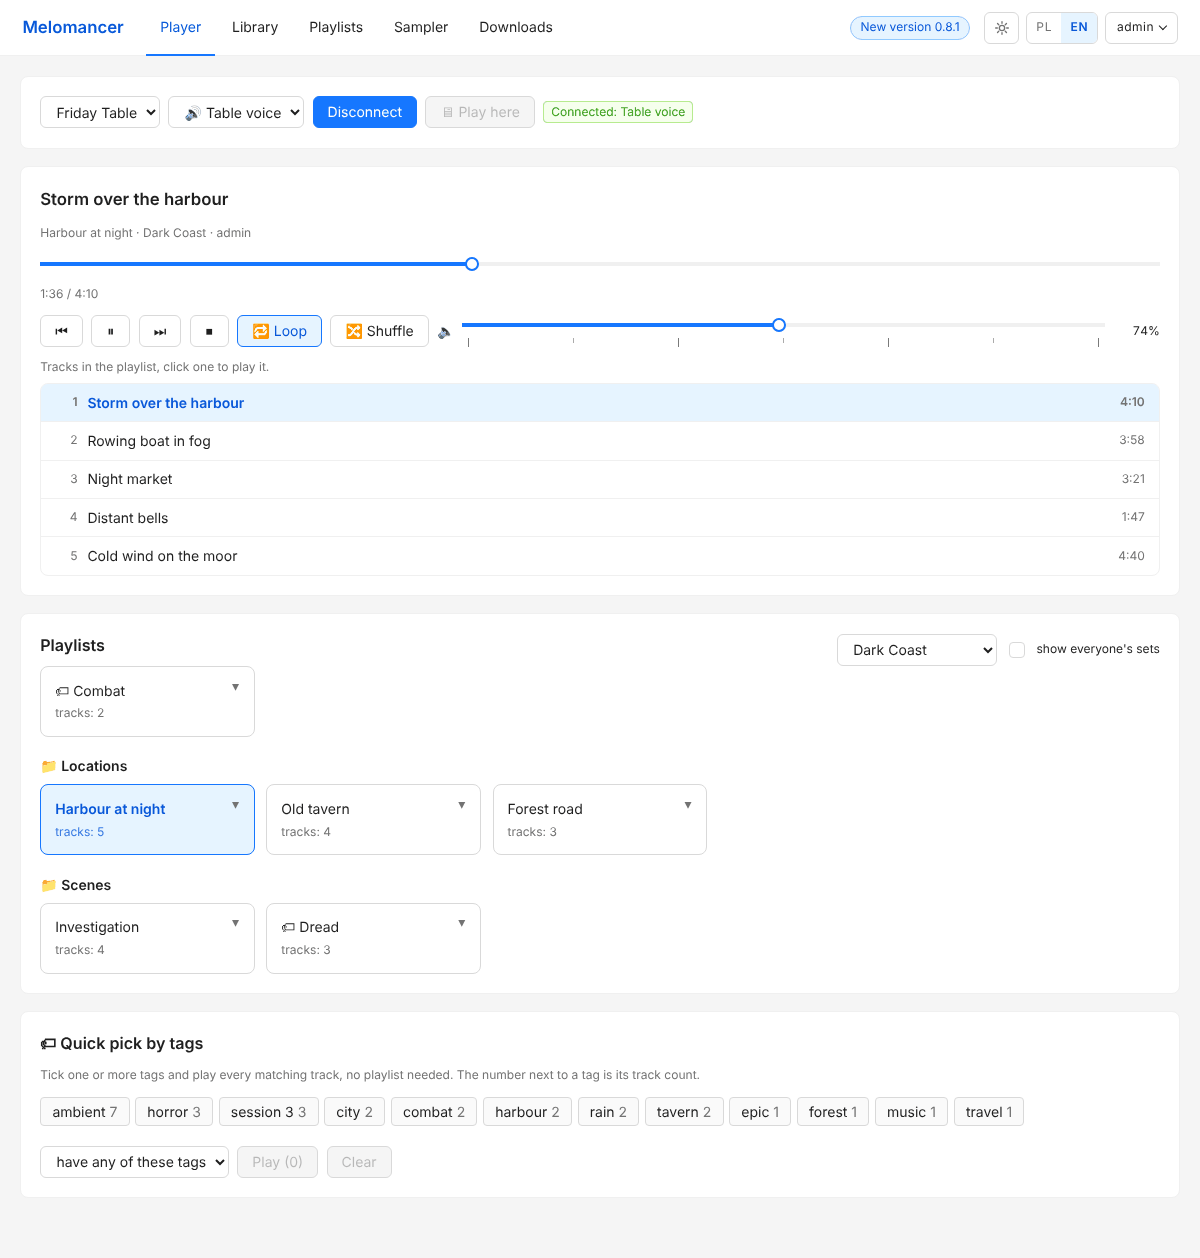 Melomancer Player Library Playlists Sampler Downloads New version 0.8.1 PL EN admin
Friday Table 🔊 Table voice Disconnect 🖥 Play here Connected: Table voice
Storm over the harbour
Harbour at night · Dark Coast · admin
1:36 / 4:10
⏮ ⏸ ⏭ ⏹ 🔁 Loop 🔀 Shuffle 🔈 74%
Tracks in the playlist, click one to play it.
1 Storm over the harbour 4:10
2 Rowing boat in fog 3:58
3 Night market 3:21
4 Distant bells 1:47
5 Cold wind on the moor 4:40
Playlists Dark Coast show everyone's sets
🏷 Combat ▼
tracks: 2
📁 Locations
Harbour at night ▼ Old tavern ▼ Forest road ▼
tracks: 5 tracks: 4 tracks: 3
📁 Scenes
Investigation ▼ 🏷 Dread ▼
tracks: 4 tracks: 3
🏷 Quick pick by tags
Tick one or more tags and play every matching track, no playlist needed. The number next to a tag is its track count.
ambient 7 horror 3 session 3 3 city 2 combat 2 harbour 2 rain 2 tavern 2 epic 1 forest 1 music 1 travel 1
have any of these tags Play (0) Clear